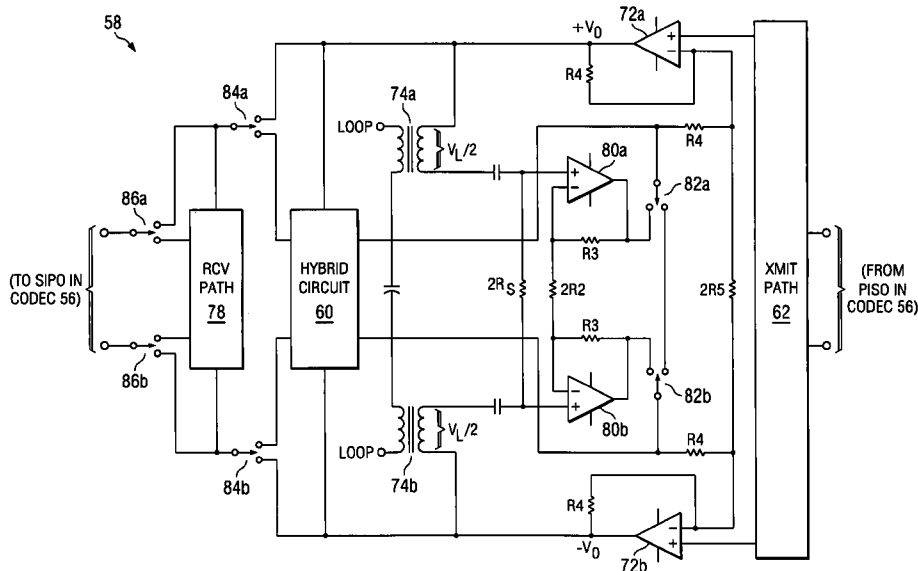 58
+V0
72a
+
−
R4
84a
74a
LOOP
VL/2
R4
80a
+
−
82a
86a
R3
(TO SIPO IN
CODEC 56)
RCV
PATH
78
HYBRID
CIRCUIT
60
2RS
2R2
2R5
XMIT
PATH
62
(FROM
PISO IN
CODEC 56)
R3
86b
−
+
80b
82b
VL/2
R4
LOOP
84b
74b
R4
−
+
-V0
72b